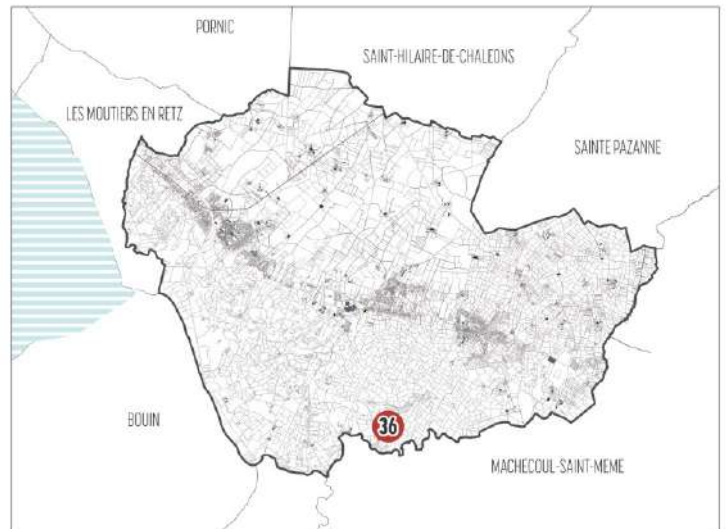 PORNIC
SAINT-HILAIRE-DE-CHALEONS
LES MOUTIERS EN RETZ
SAINTE PAZANNE
BOUIN
36
MACHECOUL-SAINT-MEME